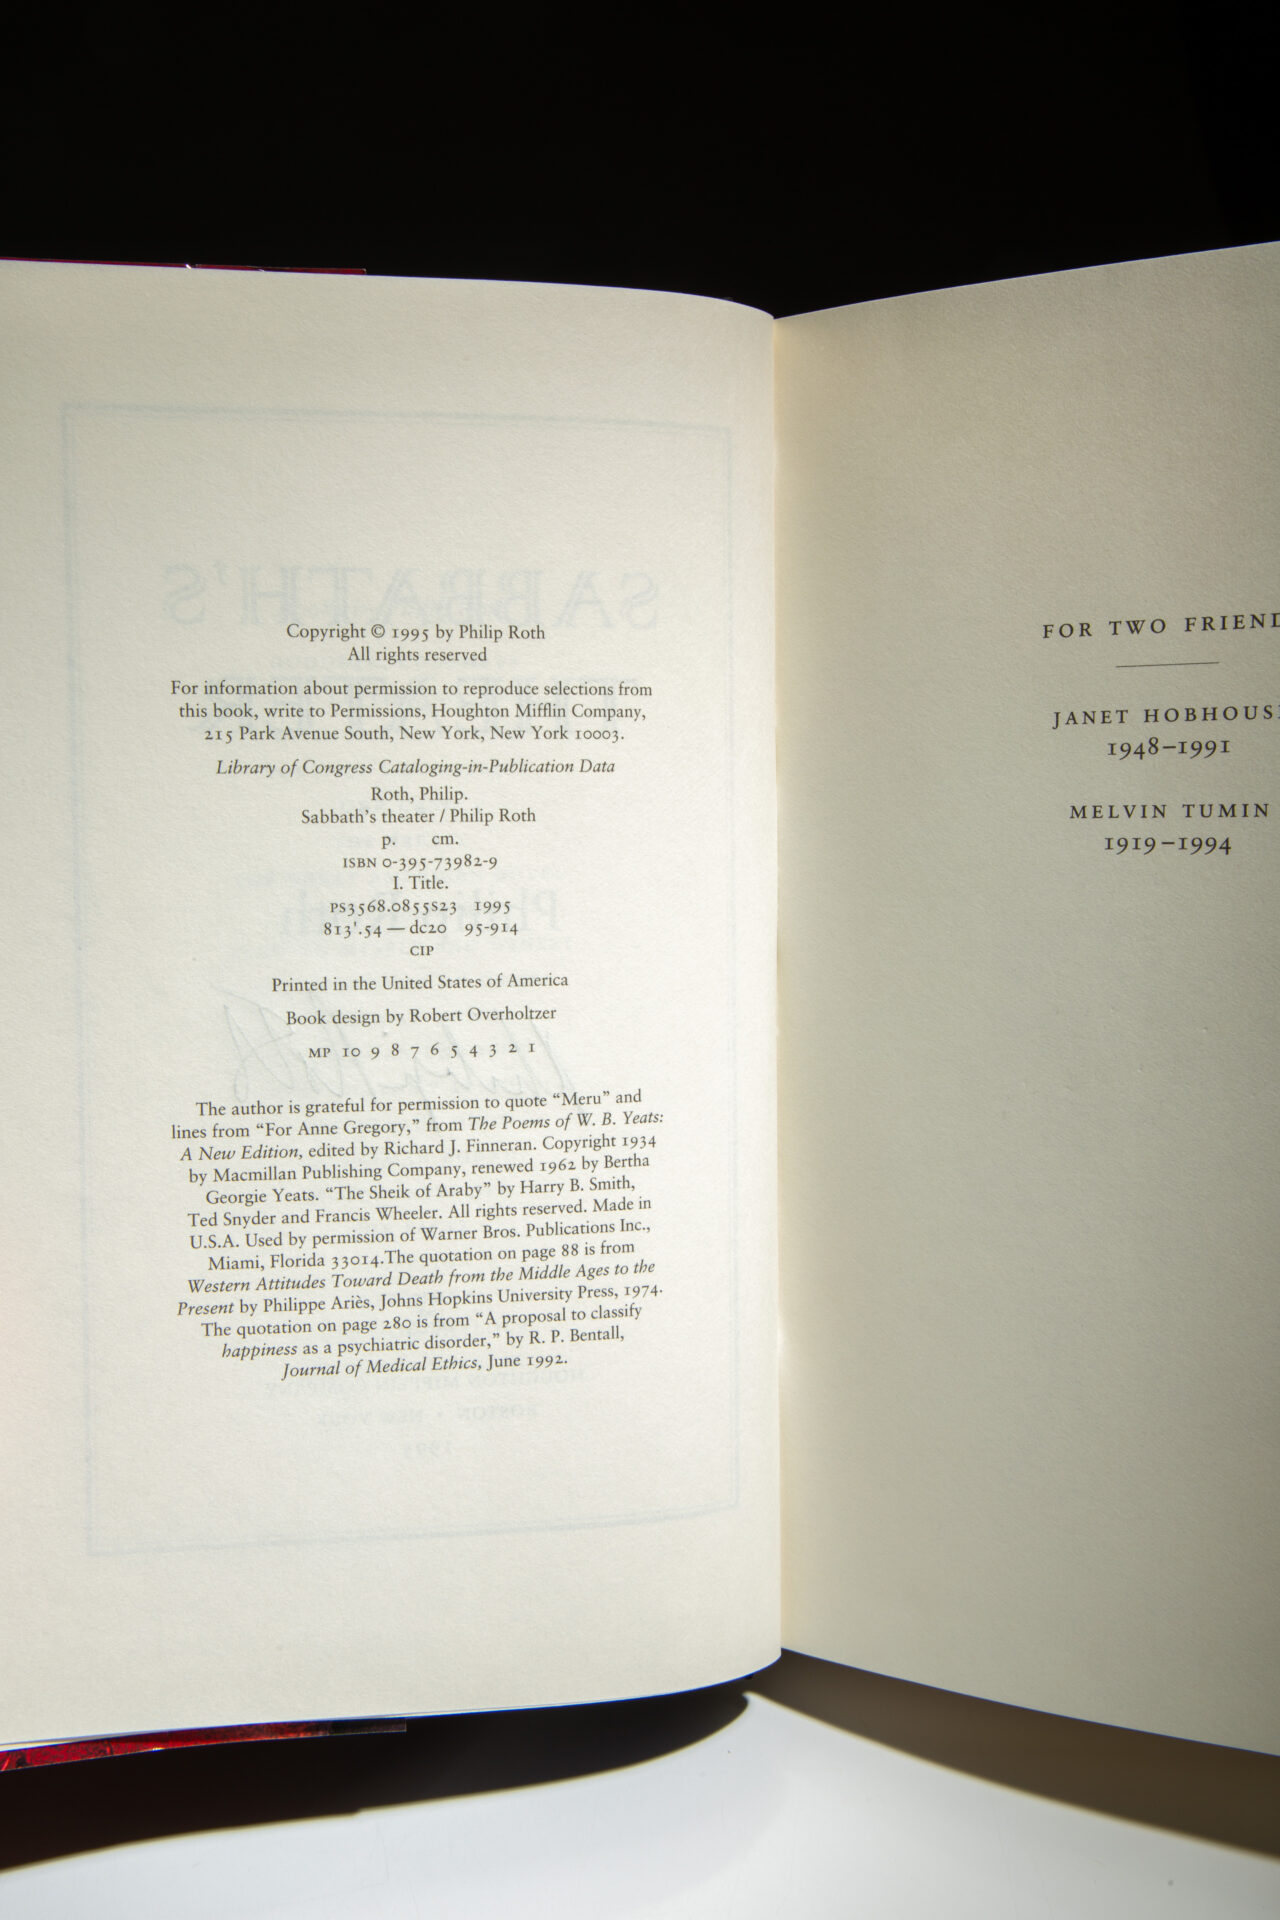 Copyright © 1995 by Philip Roth
All rights reserved
For information about permission to reproduce selections from
this book, write to Permissions, Houghton Mifflin Company,
215 Park Avenue South, New York, New York 10003.
Library of Congress Cataloging-in-Publication Data
Roth, Philip.
Sabbath's theater / Philip Roth
p. cm.
ISBN 0-395-73982-9
I. Title.
PS3568.0855S23 1995
813'.54 — dc20 95-914
CIP
Printed in the United States of America
Book design by Robert Overholtzer
MP 10 9 8 7 6 5 4 3 2 1
The author is grateful for permission to quote "Meru" and
lines from "For Anne Gregory," from The Poems of W. B. Yeats:
A New Edition, edited by Richard J. Finneran. Copyright 1934
by Macmillan Publishing Company, renewed 1962 by Bertha
Georgie Yeats. "The Sheik of Araby" by Harry B. Smith,
Ted Snyder and Francis Wheeler. All rights reserved. Made in
U.S.A. Used by permission of Warner Bros. Publications Inc.,
Miami, Florida 33014.The quotation on page 88 is from
Western Attitudes Toward Death from the Middle Ages to the
Present by Philippe Ariès, Johns Hopkins University Press, 1974.
The quotation on page 280 is from "A proposal to classify
happiness as a psychiatric disorder," by R. P. Bentall,
Journal of Medical Ethics, June 1992.
FOR TWO FRIEND
JANET HOBHOUS
1948–1991
MELVIN TUMIN
1919–1994